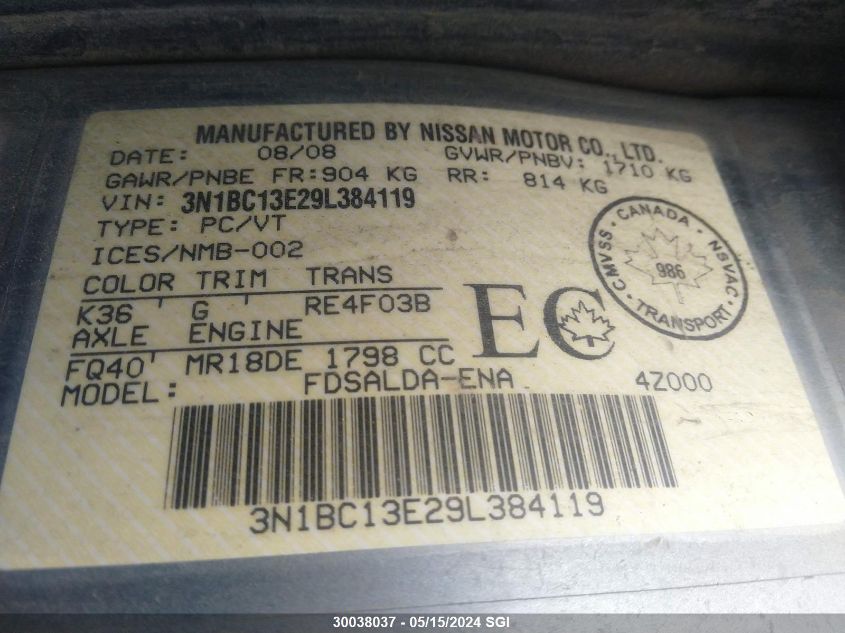 MANUFACTURED BY NISSAN MOTOR CO., LTD.
DATE: 08/08 GVWR/PNBV: 1710 KG
GAWR/PNBE FR: 904 KG RR: 814 KG
VIN: 3N1BC13E29L384119
TYPE: PC/VT
ICES/NMB-002
COLOR TRIM TRANS
K36 G RE4F03B
AXLE ENGINE
FQ40 MR18DE 1798 CC
MODEL: FDSALDA-ENA 4Z000
EC
CANADA
CMVSS 986 NSVAC
TRANSPORT
3N1BC13E29L384119
30038037 - 05/15/2024 SGI